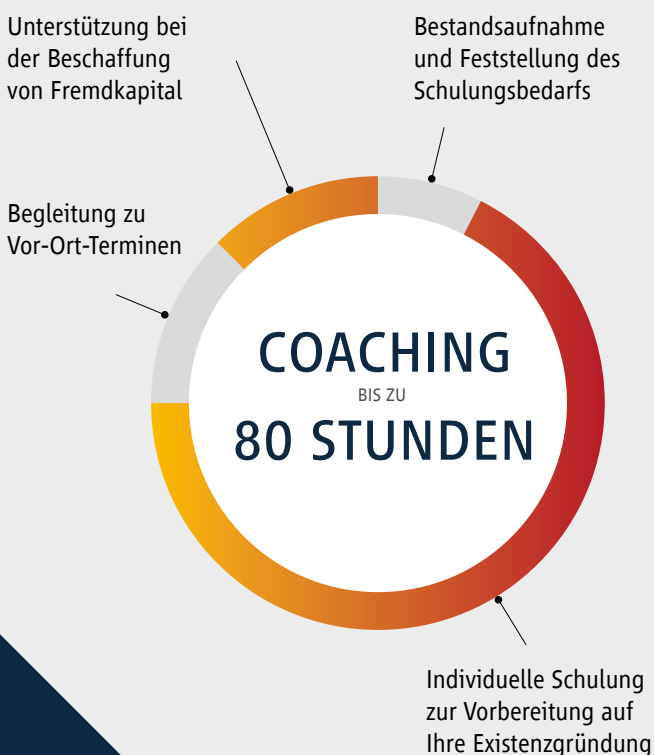 Unterstützung bei
der Beschaffung
von Fremdkapital
Bestandsaufnahme
und Feststellung des
Schulungsbedarfs
Begleitung zu
Vor-Ort-Terminen
COACHING
BIS ZU
80 STUNDEN
Individuelle Schulung
zur Vorbereitung auf
Ihre Existenzgründung